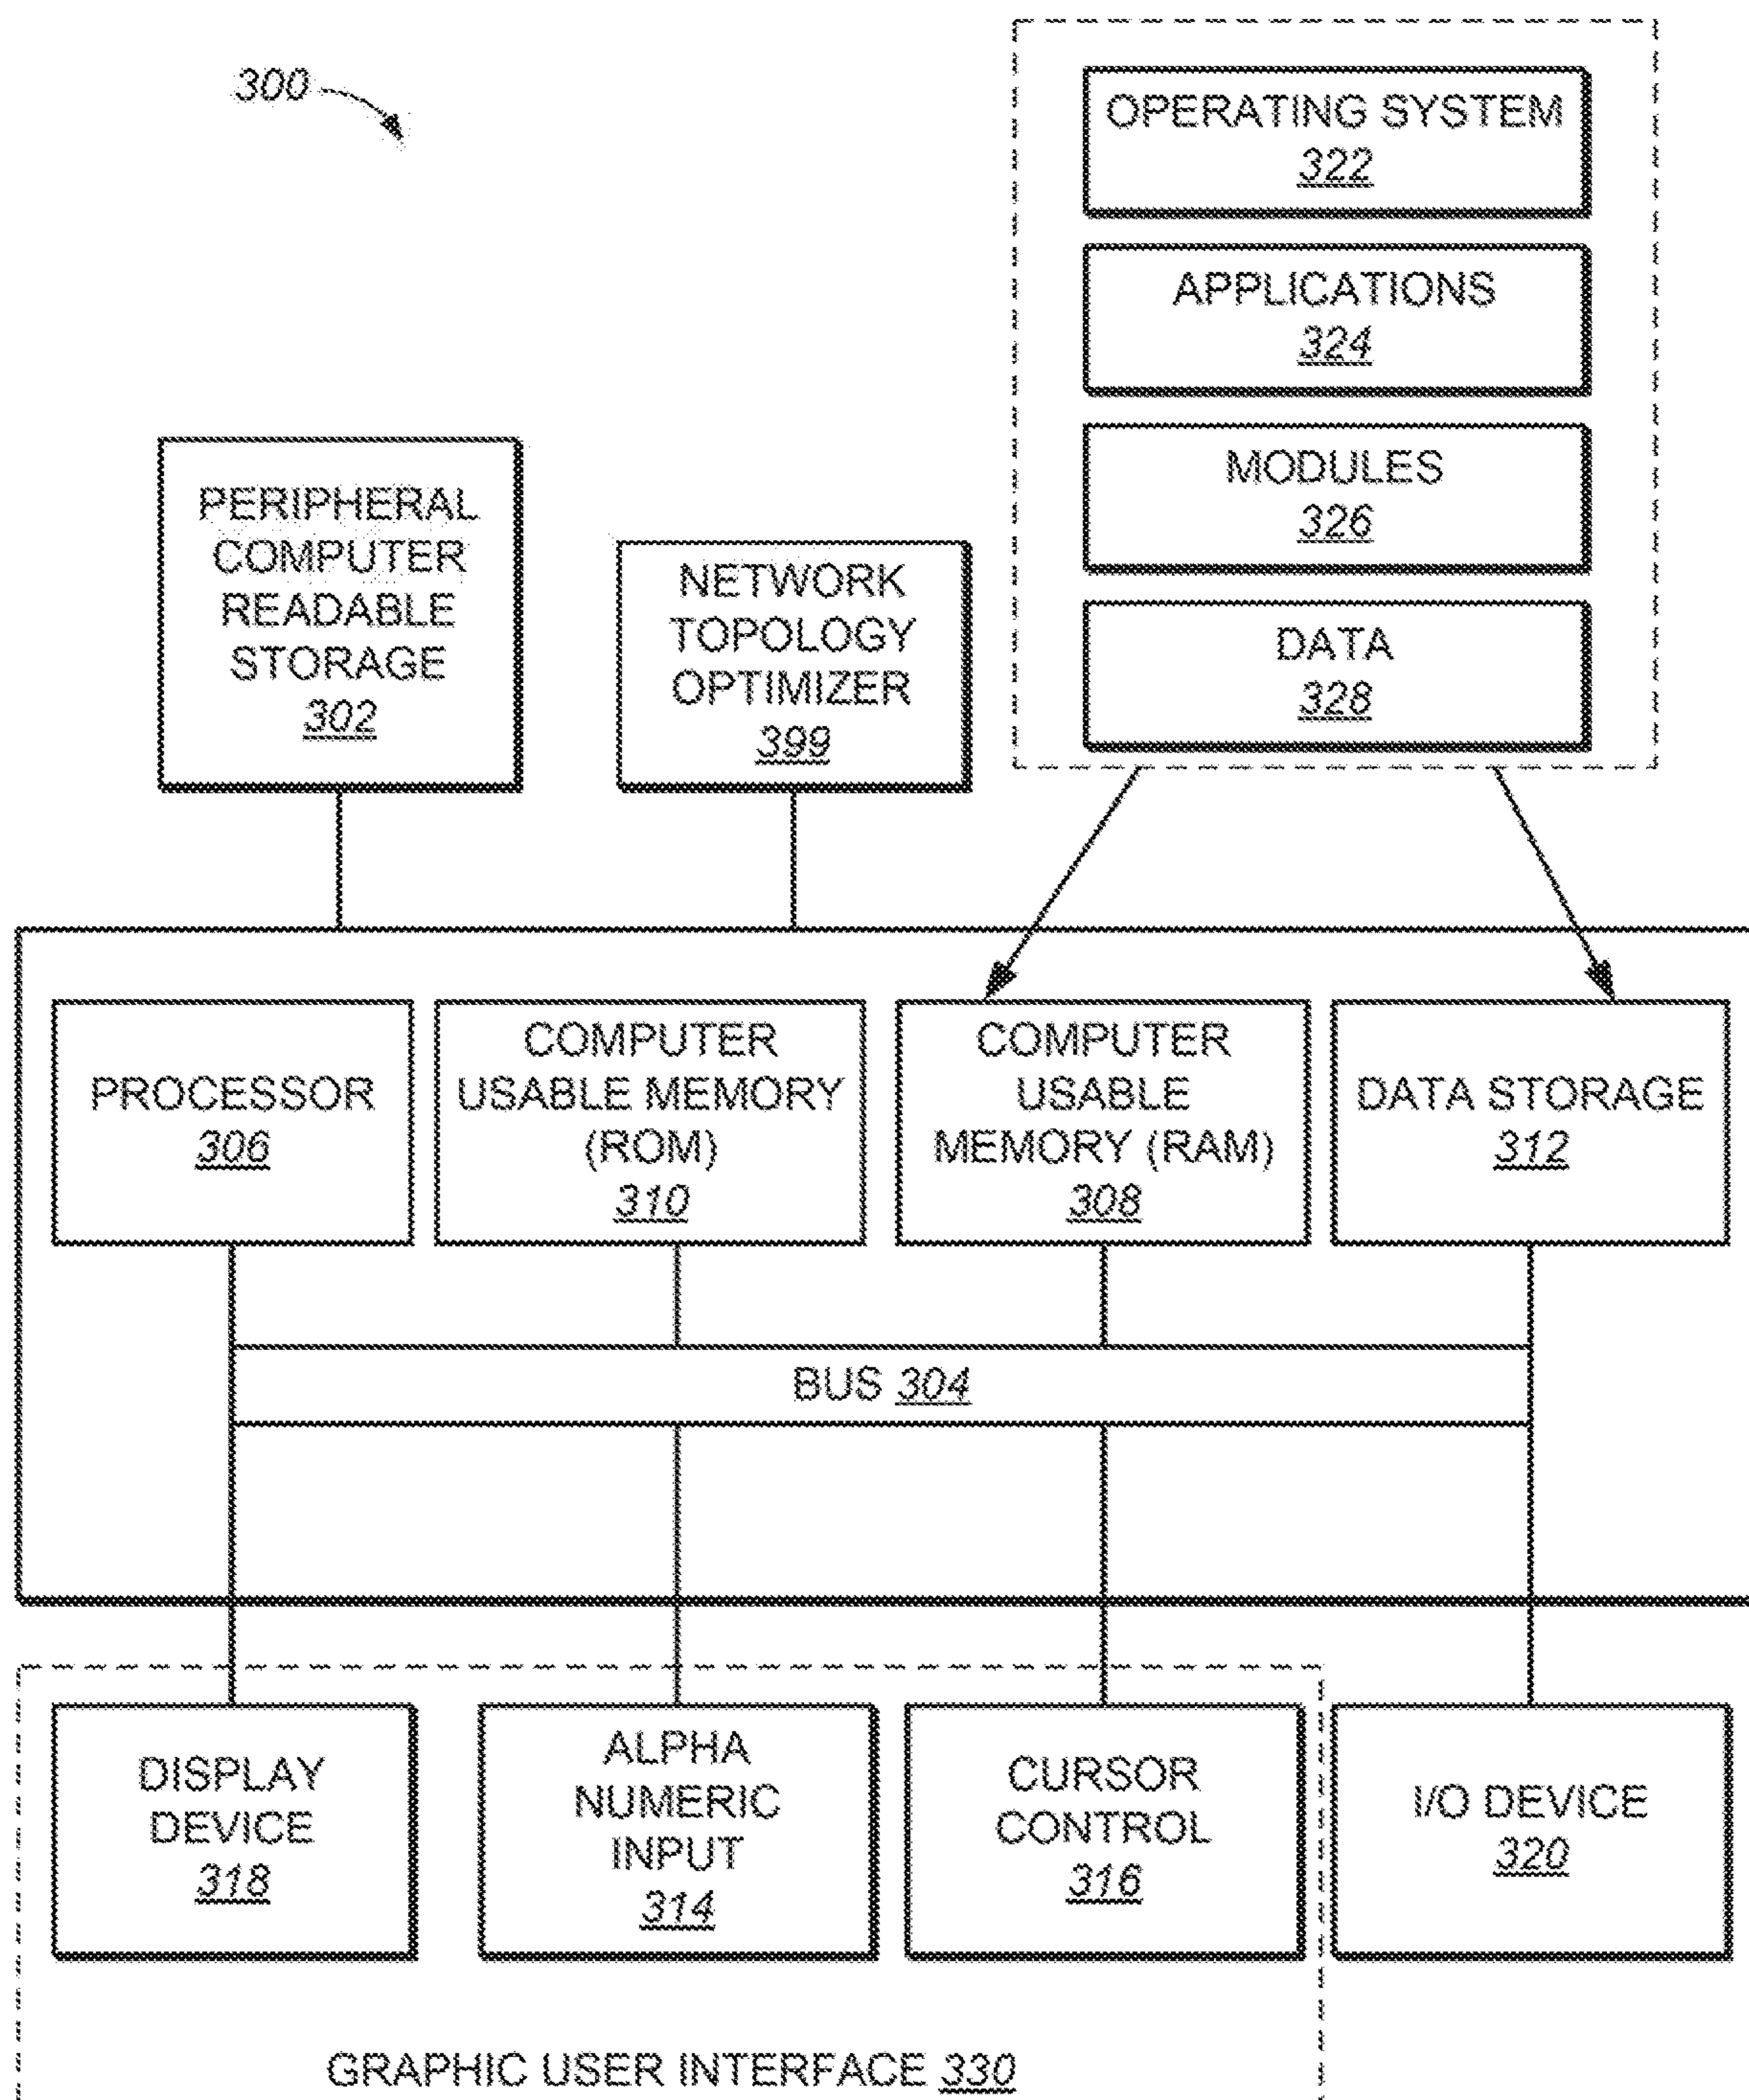 300
OPERATING SYSTEM
322
APPLICATIONS
324
MODULES
326
DATA
328
PERIPHERAL
COMPUTER
READABLE
STORAGE
302
NETWORK
TOPOLOGY
OPTIMIZER
399
PROCESSOR
306
COMPUTER
USABLE MEMORY
(ROM)
310
COMPUTER
USABLE
MEMORY (RAM)
308
DATA STORAGE
312
BUS 304
DISPLAY
DEVICE
318
ALPHA
NUMERIC
INPUT
314
CURSOR
CONTROL
316
I/O DEVICE
320
GRAPHIC USER INTERFACE 330